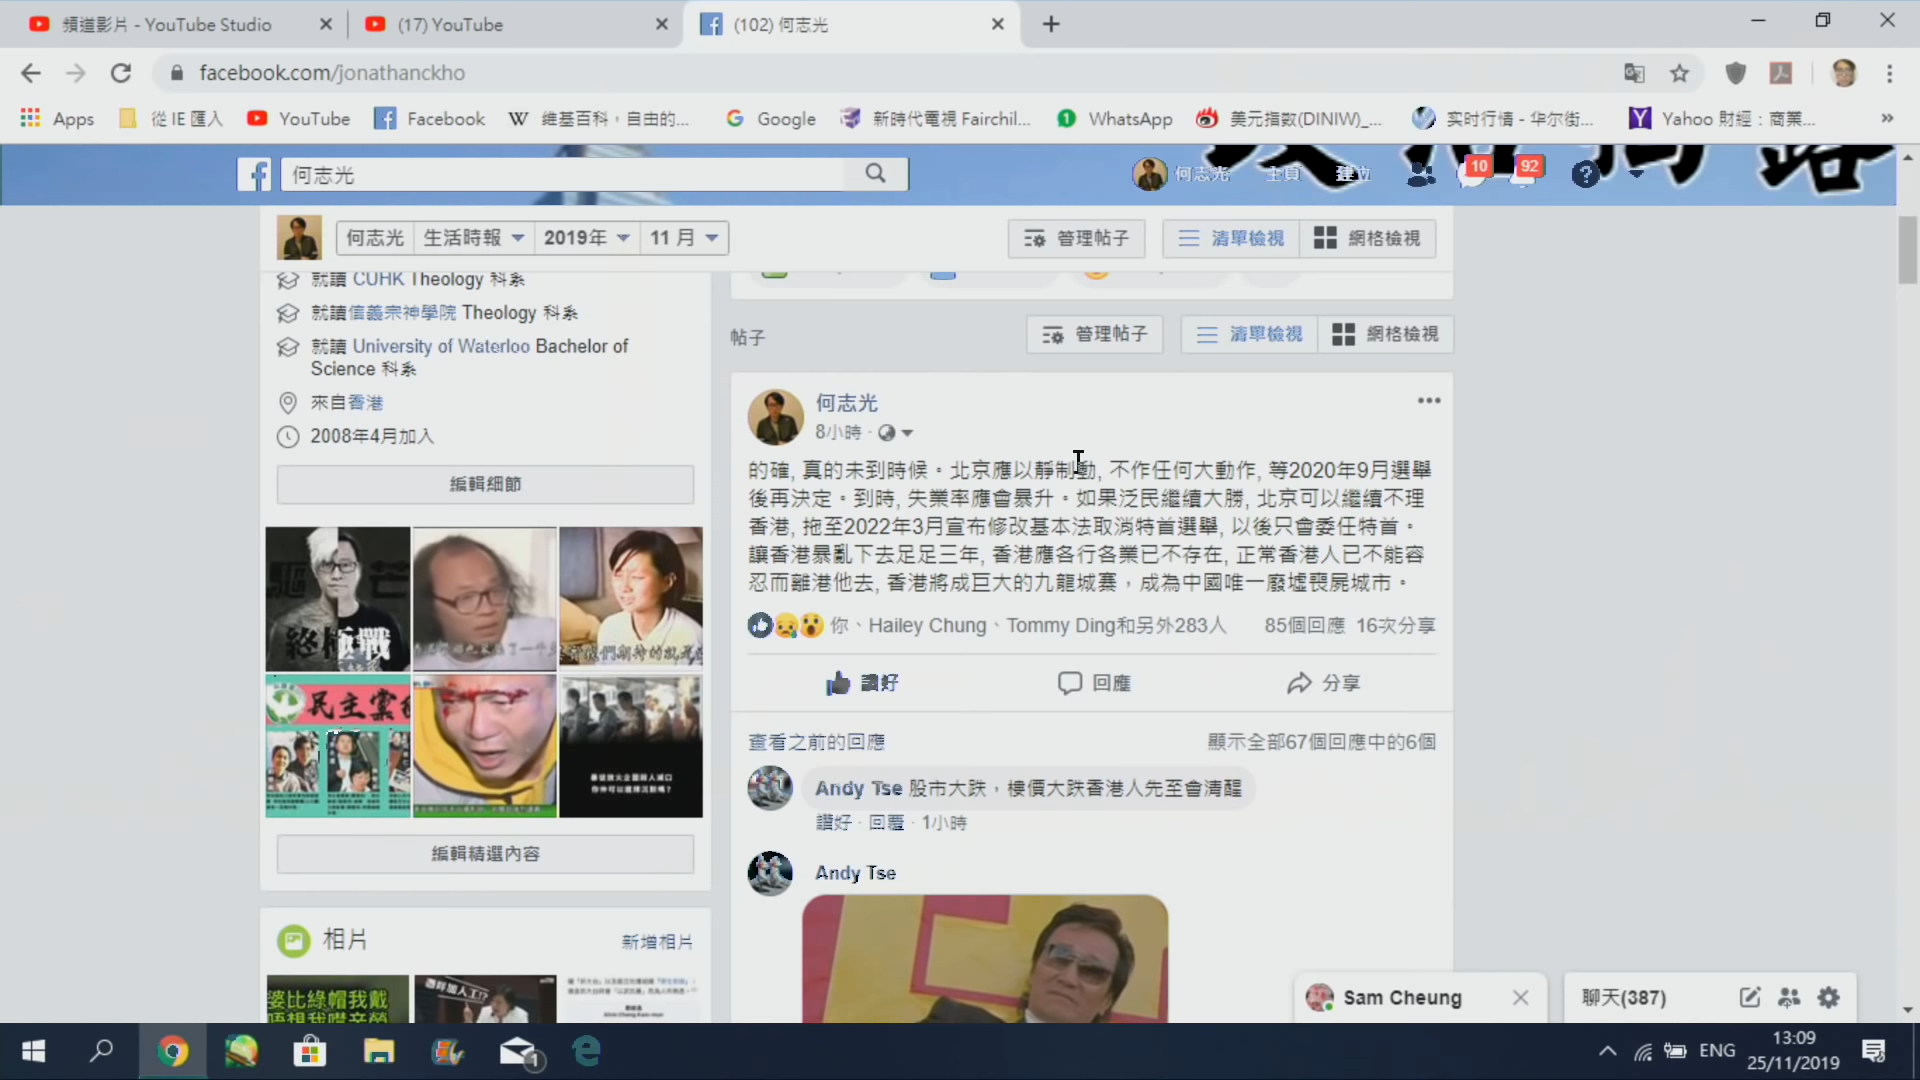 頻道影片 - YouTube Studio
(17) YouTube
(102) 何志光
facebook.com/jonathanckho
Apps
從 IE 匯入
YouTube
Facebook
W 維基百科，自由的...
Google
新時代電視 Fairchil...
WhatsApp
美元指數(DINIW)_...
实时行情 - 华尔街...
Yahoo 財經：商業...
何志光
何志光
主頁
建立
10
92
何志光
生活時報
2019年
11 月
管理帖子
清單檢視
網格檢視
就讀 CUHK Theology 科系
就讀信義宗神學院 Theology 科系
就讀 University of Waterloo Bachelor of
Science 科系
來自香港
2008年4月加入
編輯細節
終極戰
民主黨
編輯精選內容
相片
新增相片
帖子
管理帖子
清單檢視
網格檢視
何志光
8小時
的確, 真的未到時候。北京應以靜制動, 不作任何大動作, 等2020年9月選舉
後再決定。到時, 失業率應會暴升。如果泛民繼續大勝, 北京可以繼續不理
香港, 拖至2022年3月宣布修改基本法取消特首選舉, 以後只會委任特首。
讓香港暴亂下去足足三年, 香港應各行各業已不存在, 正常香港人已不能容
忍而離港他去, 香港將成巨大的九龍城寨，成為中國唯一廢墟喪屍城市。
你、Hailey Chung、Tommy Ding和另外283人
85個回應 16次分享
讚好
回應
分享
查看之前的回應
顯示全部67個回應中的6個
Andy Tse 股市大跌，樓價大跌香港人先至會清醒
讚好 · 回覆 · 1小時
Andy Tse
Sam Cheung
聊天(387)
1
ENG
13:09
25/11/2019